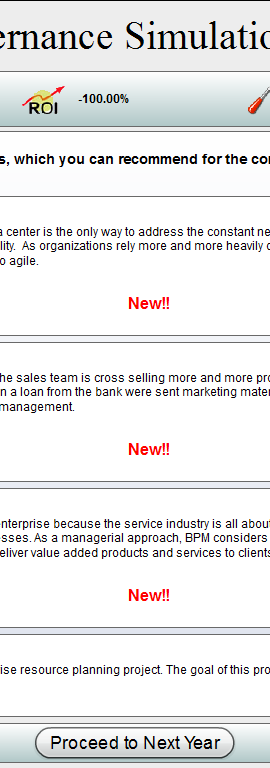 ernance Simulatio
ROI -100.00%
s, which you can recommend for the co
a center is the only way to address the constant ne
lity. As organizations rely more and more heavily
o agile.
New!!
he sales team is cross selling more and more pro
n a loan from the bank were sent marketing mate
management.
New!!
enterprise because the service industry is all abou
sses. As a managerial approach, BPM considers
eliver value added products and services to clients
New!!
ise resource planning project. The goal of this pro
Proceed to Next Year